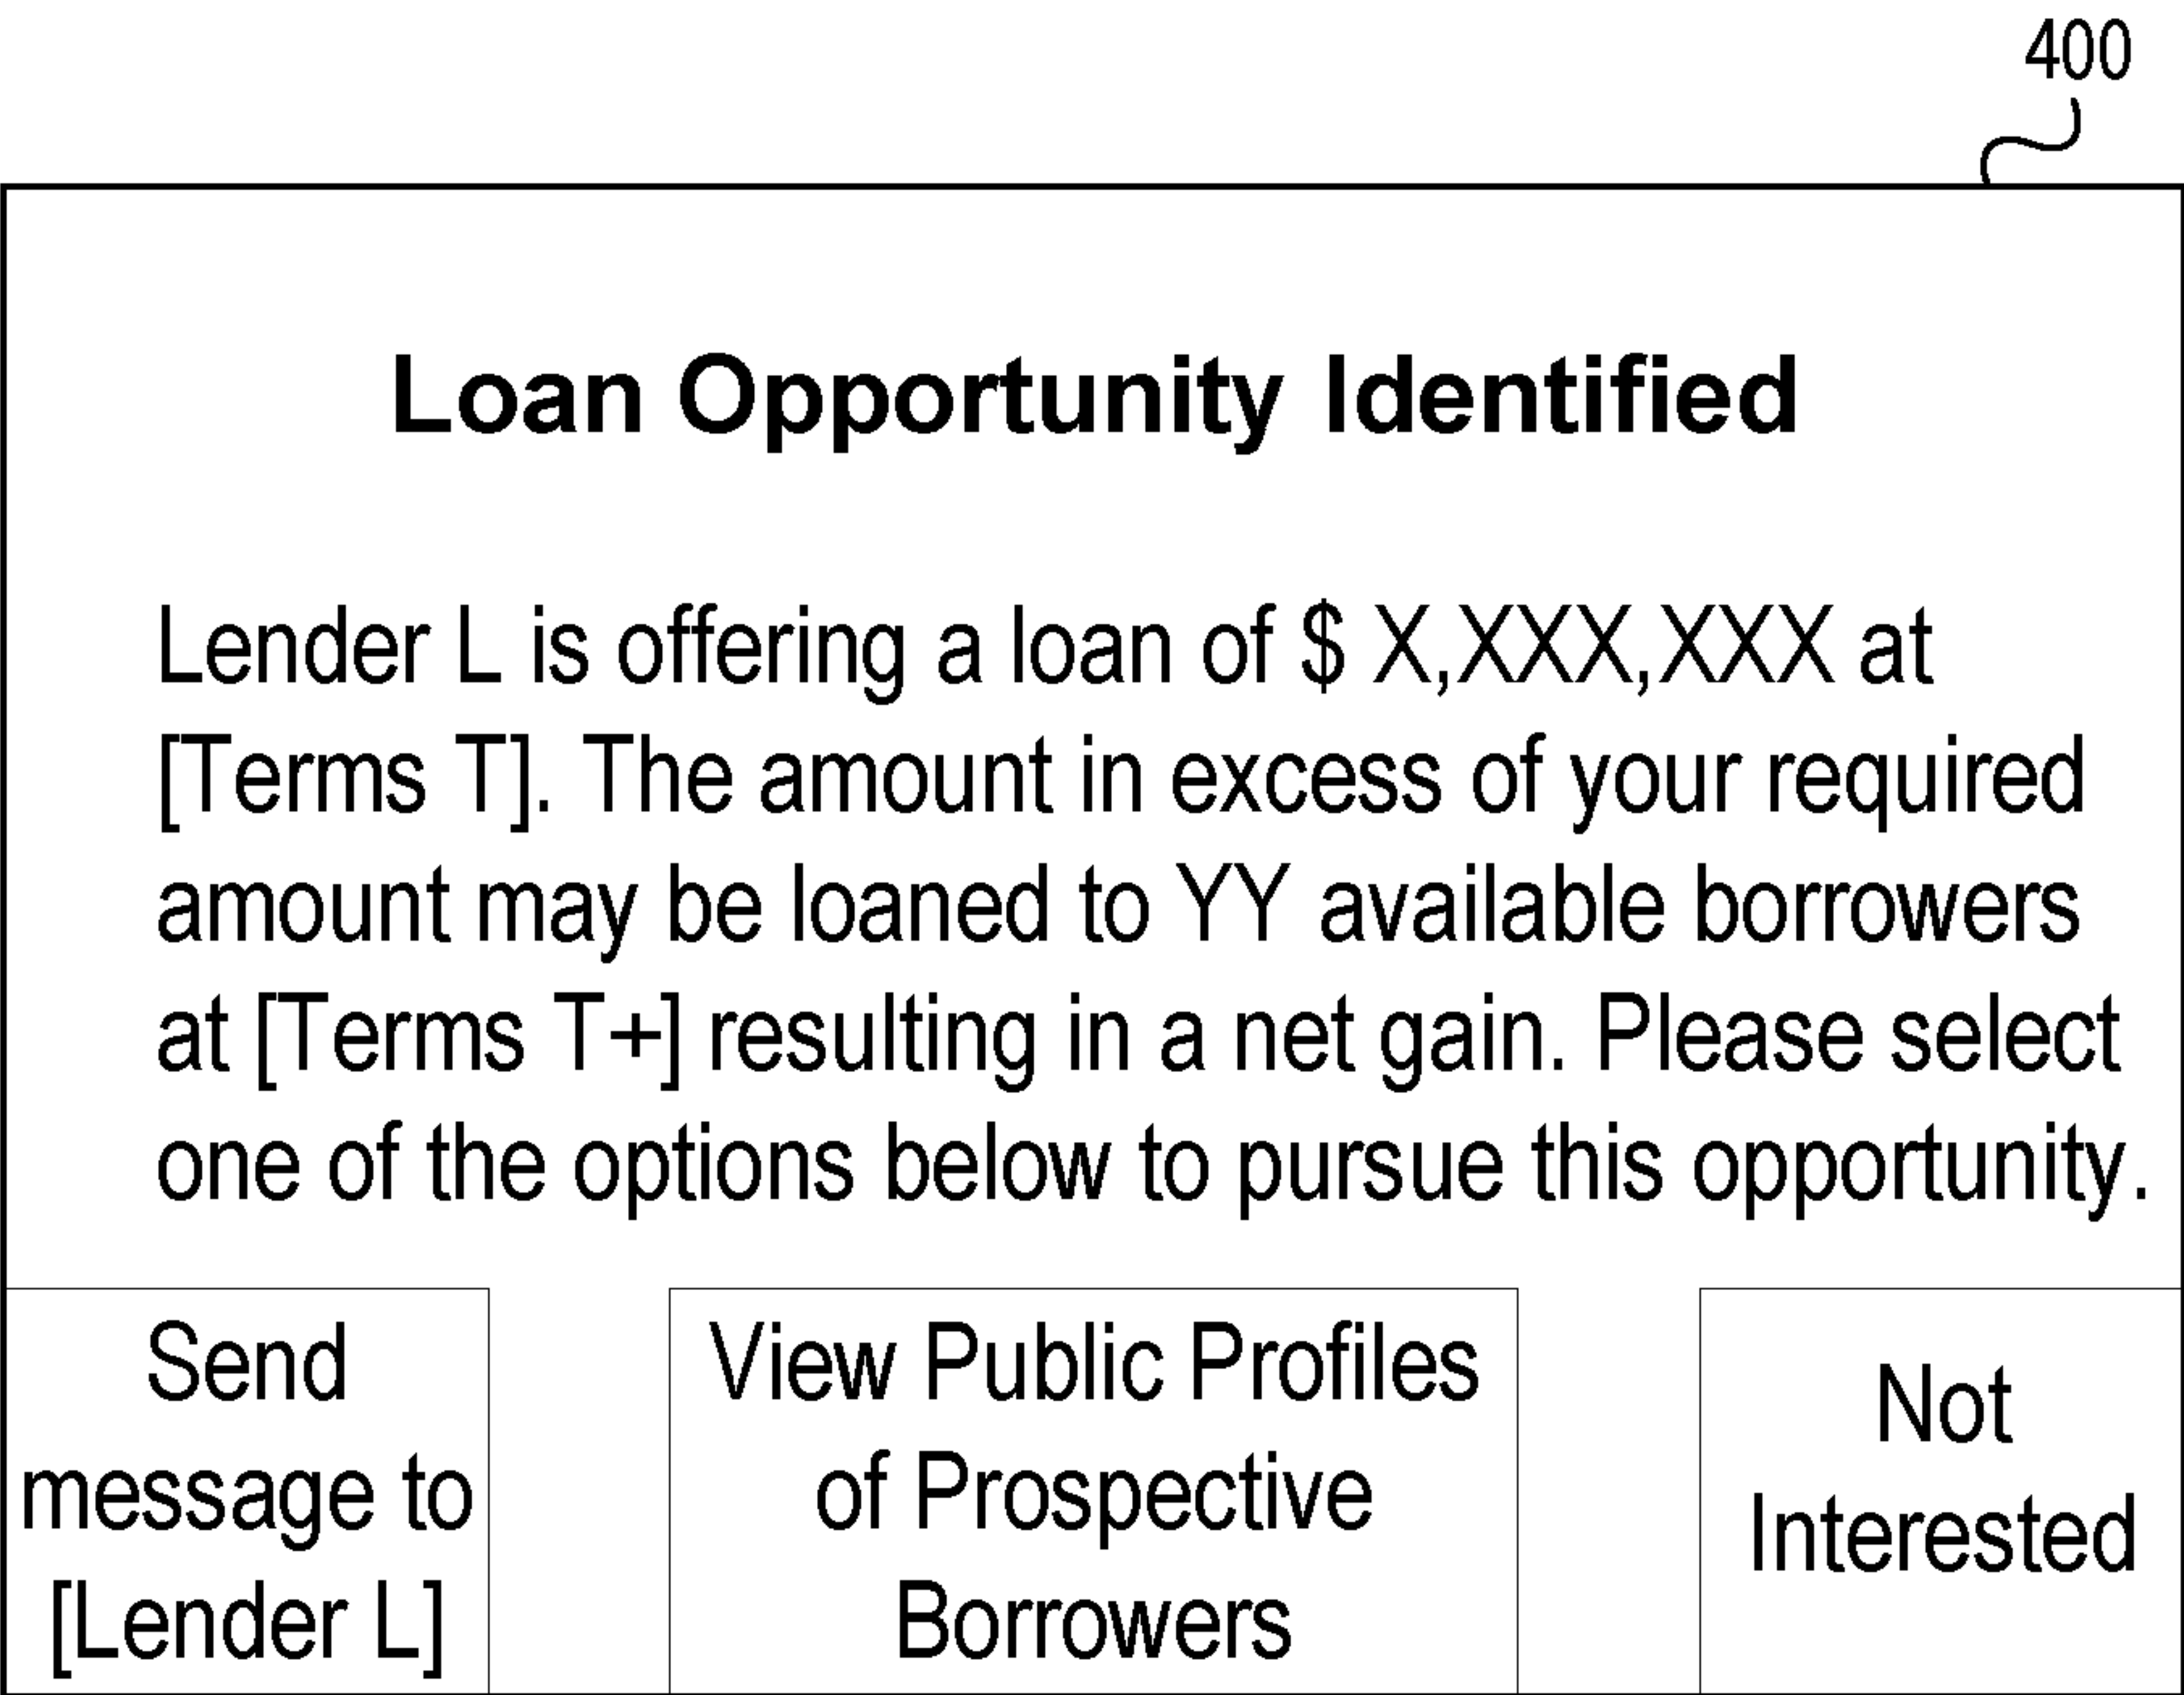 400
Loan Opportunity Identified
Lender L is offering a loan of $ X,XXX,XXX at
[Terms T]. The amount in excess of your required
amount may be loaned to YY available borrowers
at [Terms T+] resulting in a net gain. Please select
one of the options below to pursue this opportunity.
Send
message to
[Lender L]
View Public Profiles
of Prospective
Borrowers
Not
Interested